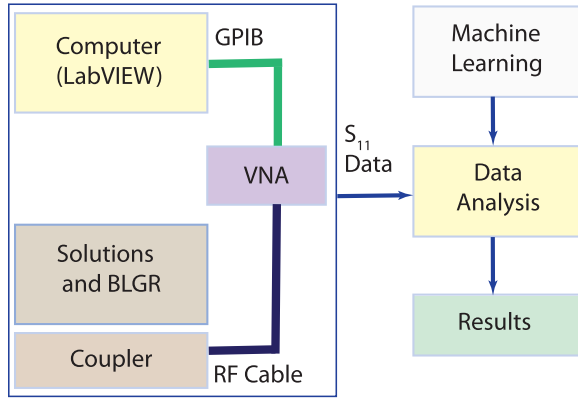 Computer
(LabVIEW)
GPIB
VNA
Solutions
and BLGR
Coupler
RF Cable
S11
Data
Machine
Learning
Data
Analysis
Results